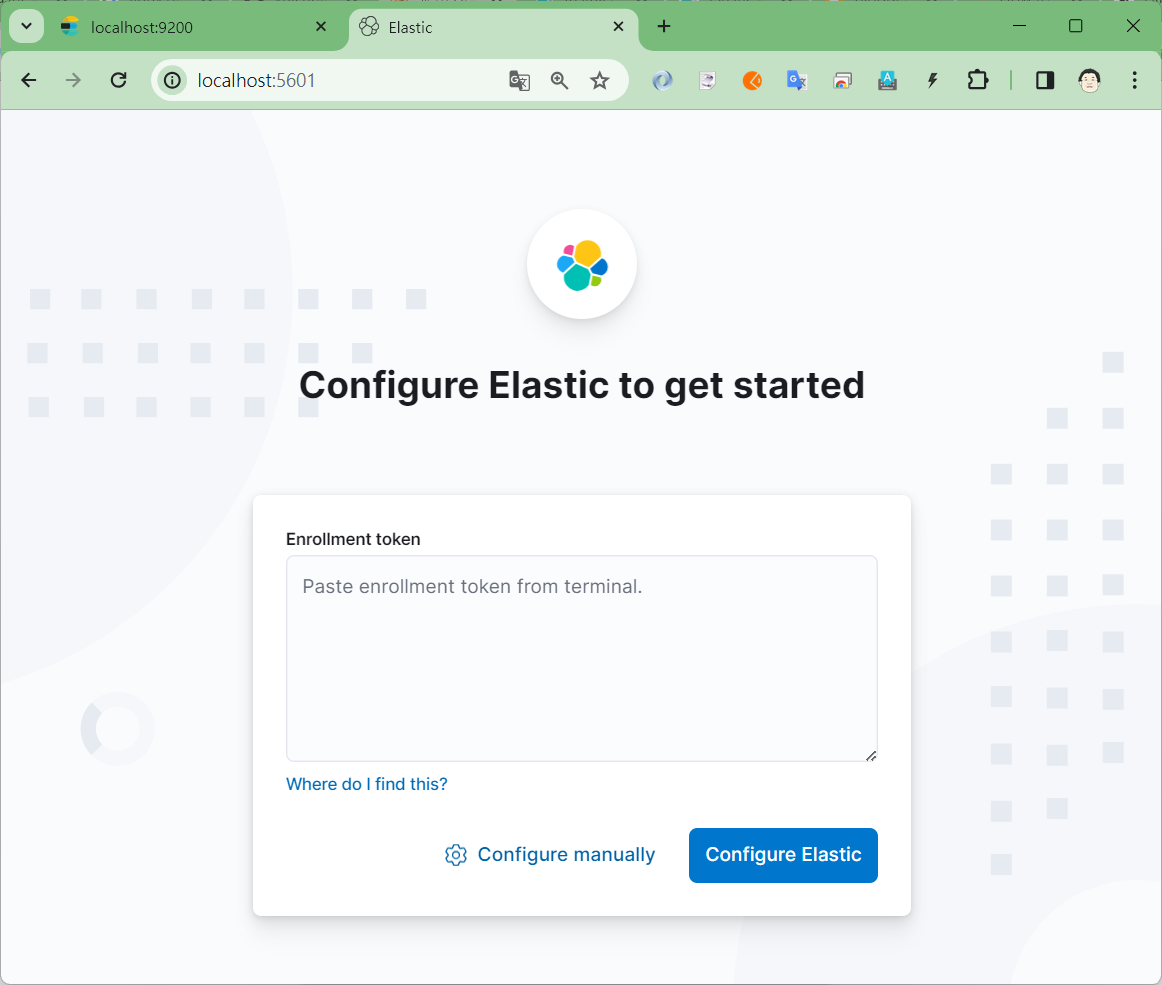 localhost:9200
Elastic
localhost:5601
Configure Elastic to get started
Enrollment token
Paste enrollment token from terminal.
Where do I find this?
Configure manually
Configure Elastic